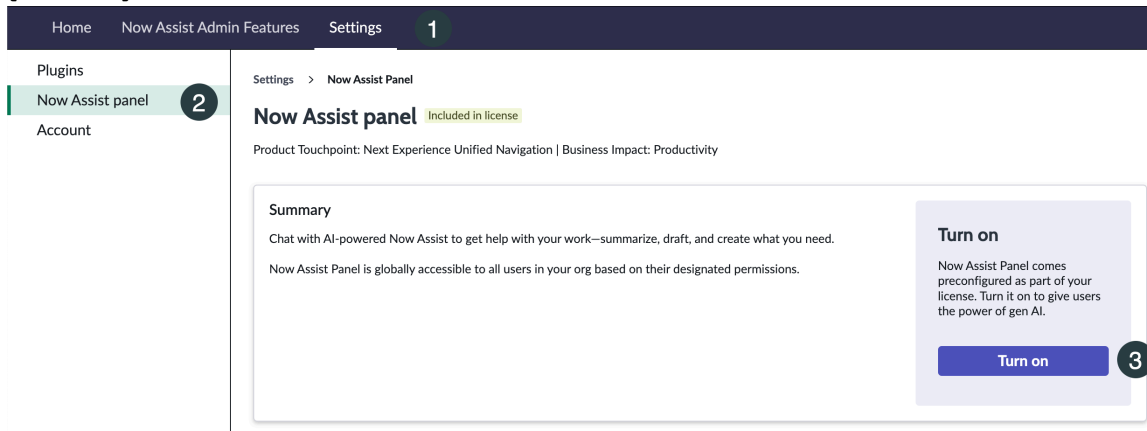 Home Now Assist Admin Features Settings 1
Plugins
Now Assist panel 2
Account
Settings > Now Assist Panel
Now Assist panel Included in license
Product Touchpoint: Next Experience Unified Navigation | Business Impact: Productivity
Summary
Chat with AI-powered Now Assist to get help with your work—summarize, draft, and create what you need.
Now Assist Panel is globally accessible to all users in your org based on their designated permissions.
Turn on
Now Assist Panel comes
preconfigured as part of your
license. Turn it on to give users
the power of gen AI.
Turn on 3